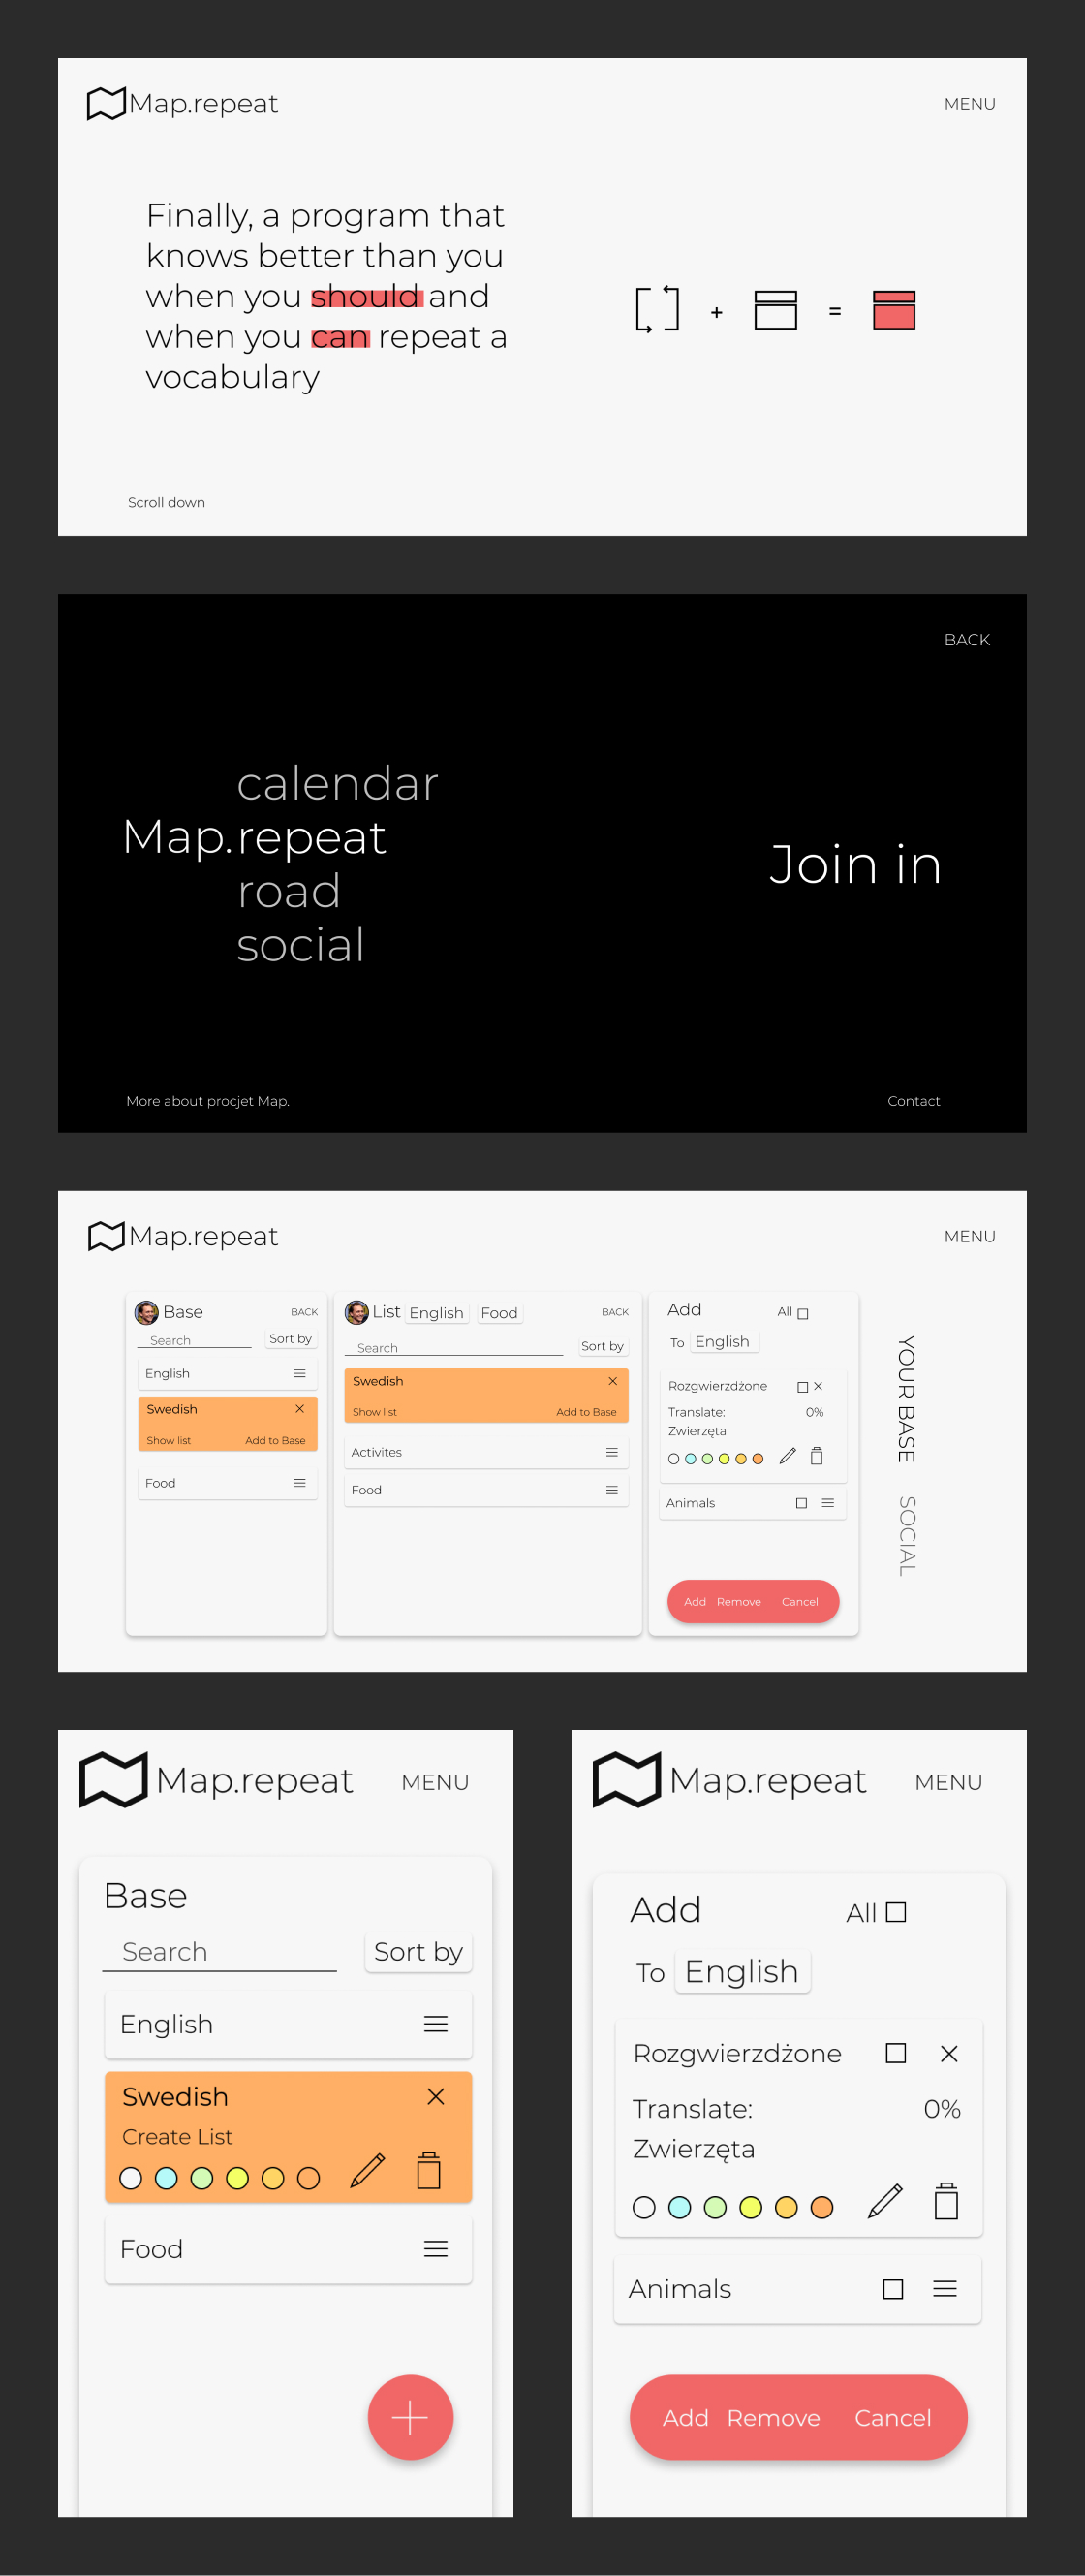 Map.repeat
MENU
Finally, a program that
knows better than you
when you should and
when you can repeat a
vocabulary
+
=
Scroll down
BACK
calendar
Map.repeat
road
social
Join in
More about procjet Map.
Contact
Map.repeat
MENU
Base
BACK
Search
Sort by
English
Swedish
Show list
Add to Base
Food
List English Food
BACK
Search
Sort by
Swedish
Show list
Add to Base
Activites
Food
Add
All
To English
Rozgwierzdżone
Translate:
0%
Zwierzęta
Animals
Add Remove Cancel
YOUR BASE
SOCIAL
Map.repeat
MENU
Base
Search
Sort by
English
Swedish
Create List
Food
Map.repeat
MENU
Add
All
To English
Rozgwierzdżone
Translate:
0%
Zwierzęta
Animals
Add Remove Cancel